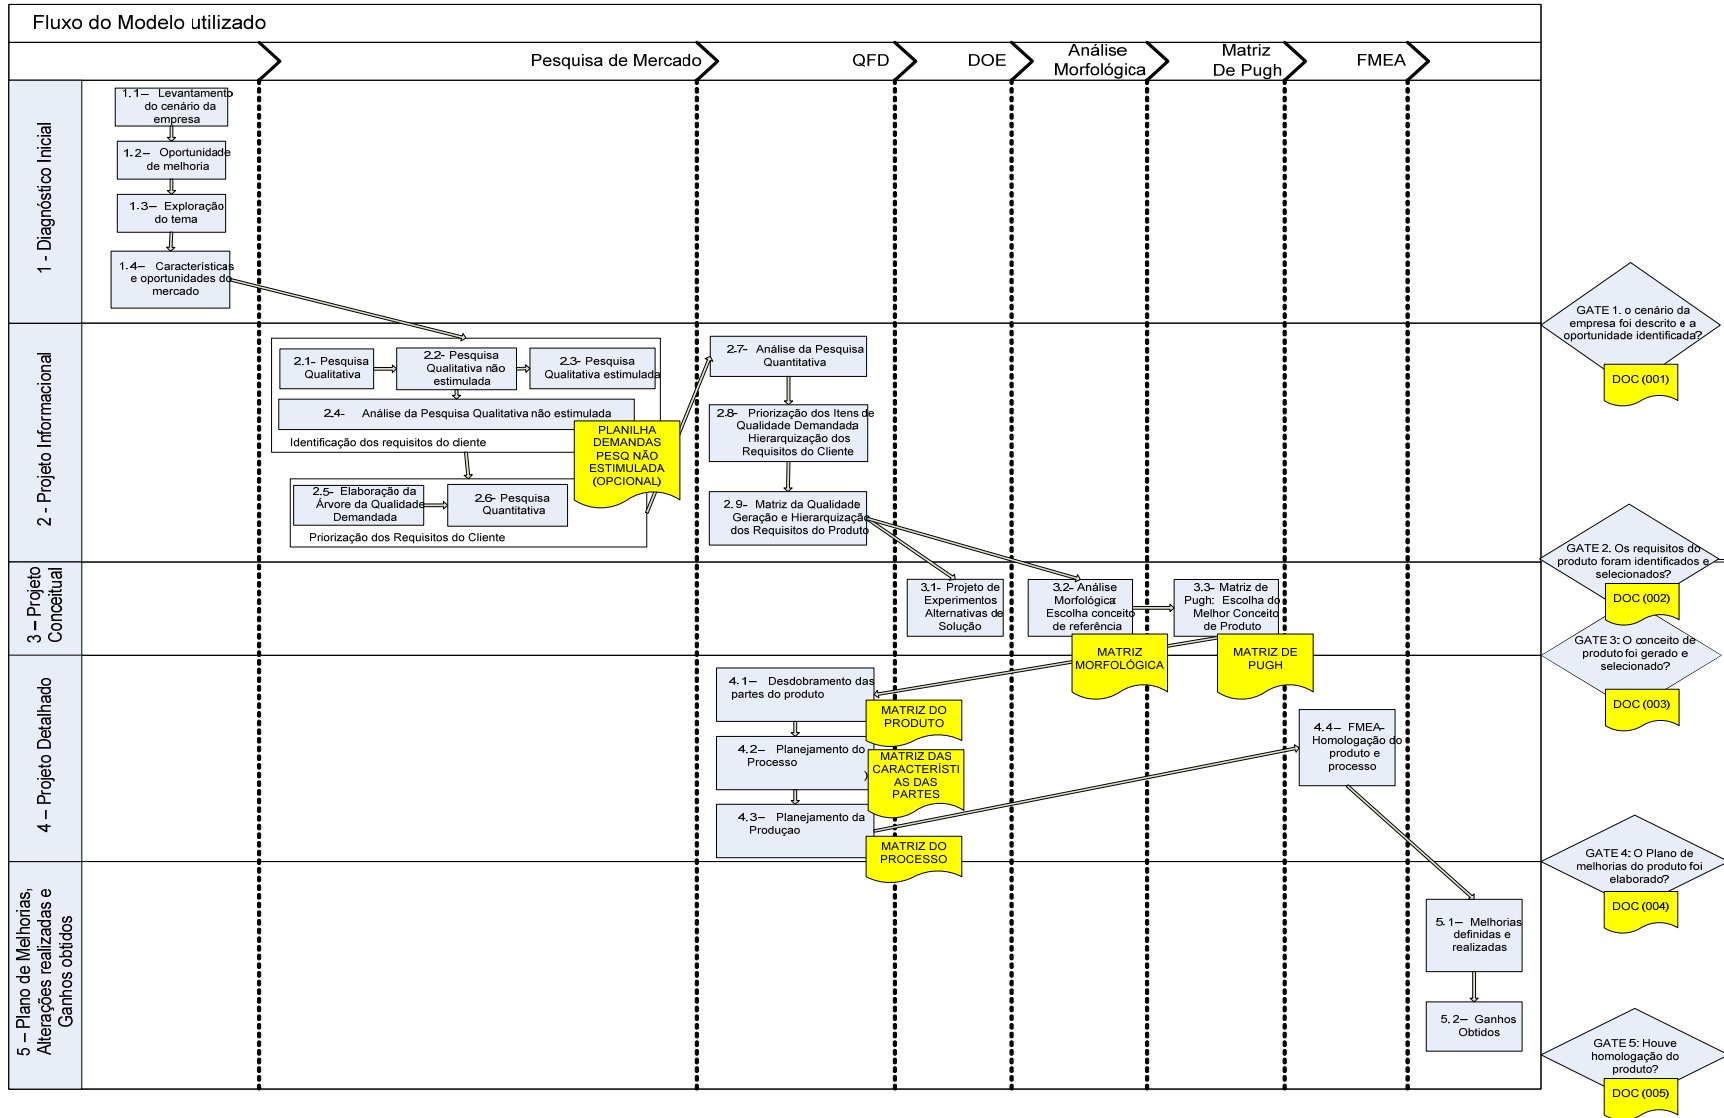 Fluxo do Modelo utilizado
Pesquisa de Mercado
QFD
DOE
Análise
Morfológica
Matriz
De Pugh
FMEA
1 - Diagnóstico Inicial
1.1– Levantamento
do cenário da
empresa
1.2– Oportunidade
de melhoria
1.3– Exploração
do tema
1.4– Características
e oportunidades do
mercado
GATE 1. o cenário da
empresa foi descrito e a
oportunidade identificada?
DOC (001)
2 - Projeto Informacional
2.1- Pesquisa
Qualitativa
2.2- Pesquisa
Qualitativa não
estimulada
2.3- Pesquisa
Qualitativa estimulada
2.4- Análise da Pesquisa Qualitativa não estimulada
Identificação dos requisitos do cliente
PLANILHA
DEMANDAS
PESQ NÃO
ESTIMULADA
(OPCIONAL)
2.5- Elaboração da
Árvore da Qualidade
Demandada
2.6- Pesquisa
Quantitativa
Priorização dos Requisitos do Cliente
2.7- Análise da Pesquisa
Quantitativa
2.8- Priorização dos Itens de
Qualidade Demandada
Hierarquização dos
Requisitos do Cliente
2.9- Matriz da Qualidade
Geração e Hierarquização
dos Requisitos do Produto
GATE 2. Os requisitos do
produto foram identificados e
selecionados?
DOC (002)
3 – Projeto
Conceitual
3.1- Projeto de
Experimentos
Alternativas de
Solução
3.2- Análise
Morfológica:
Escolha conceito
de referência
3.3- Matriz de
Pugh: Escolha do
Melhor Conceito
de Produto
MATRIZ
MORFOLÓGICA
MATRIZ DE
PUGH
GATE 3: O conceito de
produto foi gerado e
selecionado?
DOC (003)
4 – Projeto Detalhado
4.1– Desdobramento das
partes do produto
MATRIZ DO
PRODUTO
4.2– Planejamento do
Processo
)
MATRIZ DAS
CARACTERÍSTI
AS DAS
PARTES
4.3– Planejamento da
Produçao
MATRIZ DO
PROCESSO
4.4– FMEA-
Homologação do
produto e
processo
GATE 4: O Plano de
melhorias do produto foi
elaborado?
DOC (004)
5 – Plano de Melhorias,
Alterações realizadas e
Ganhos obtidos
5.1– Melhorias
definidas e
realizadas
5.2– Ganhos
Obtidos
GATE 5: Houve
homologação do
produto?
DOC (005)